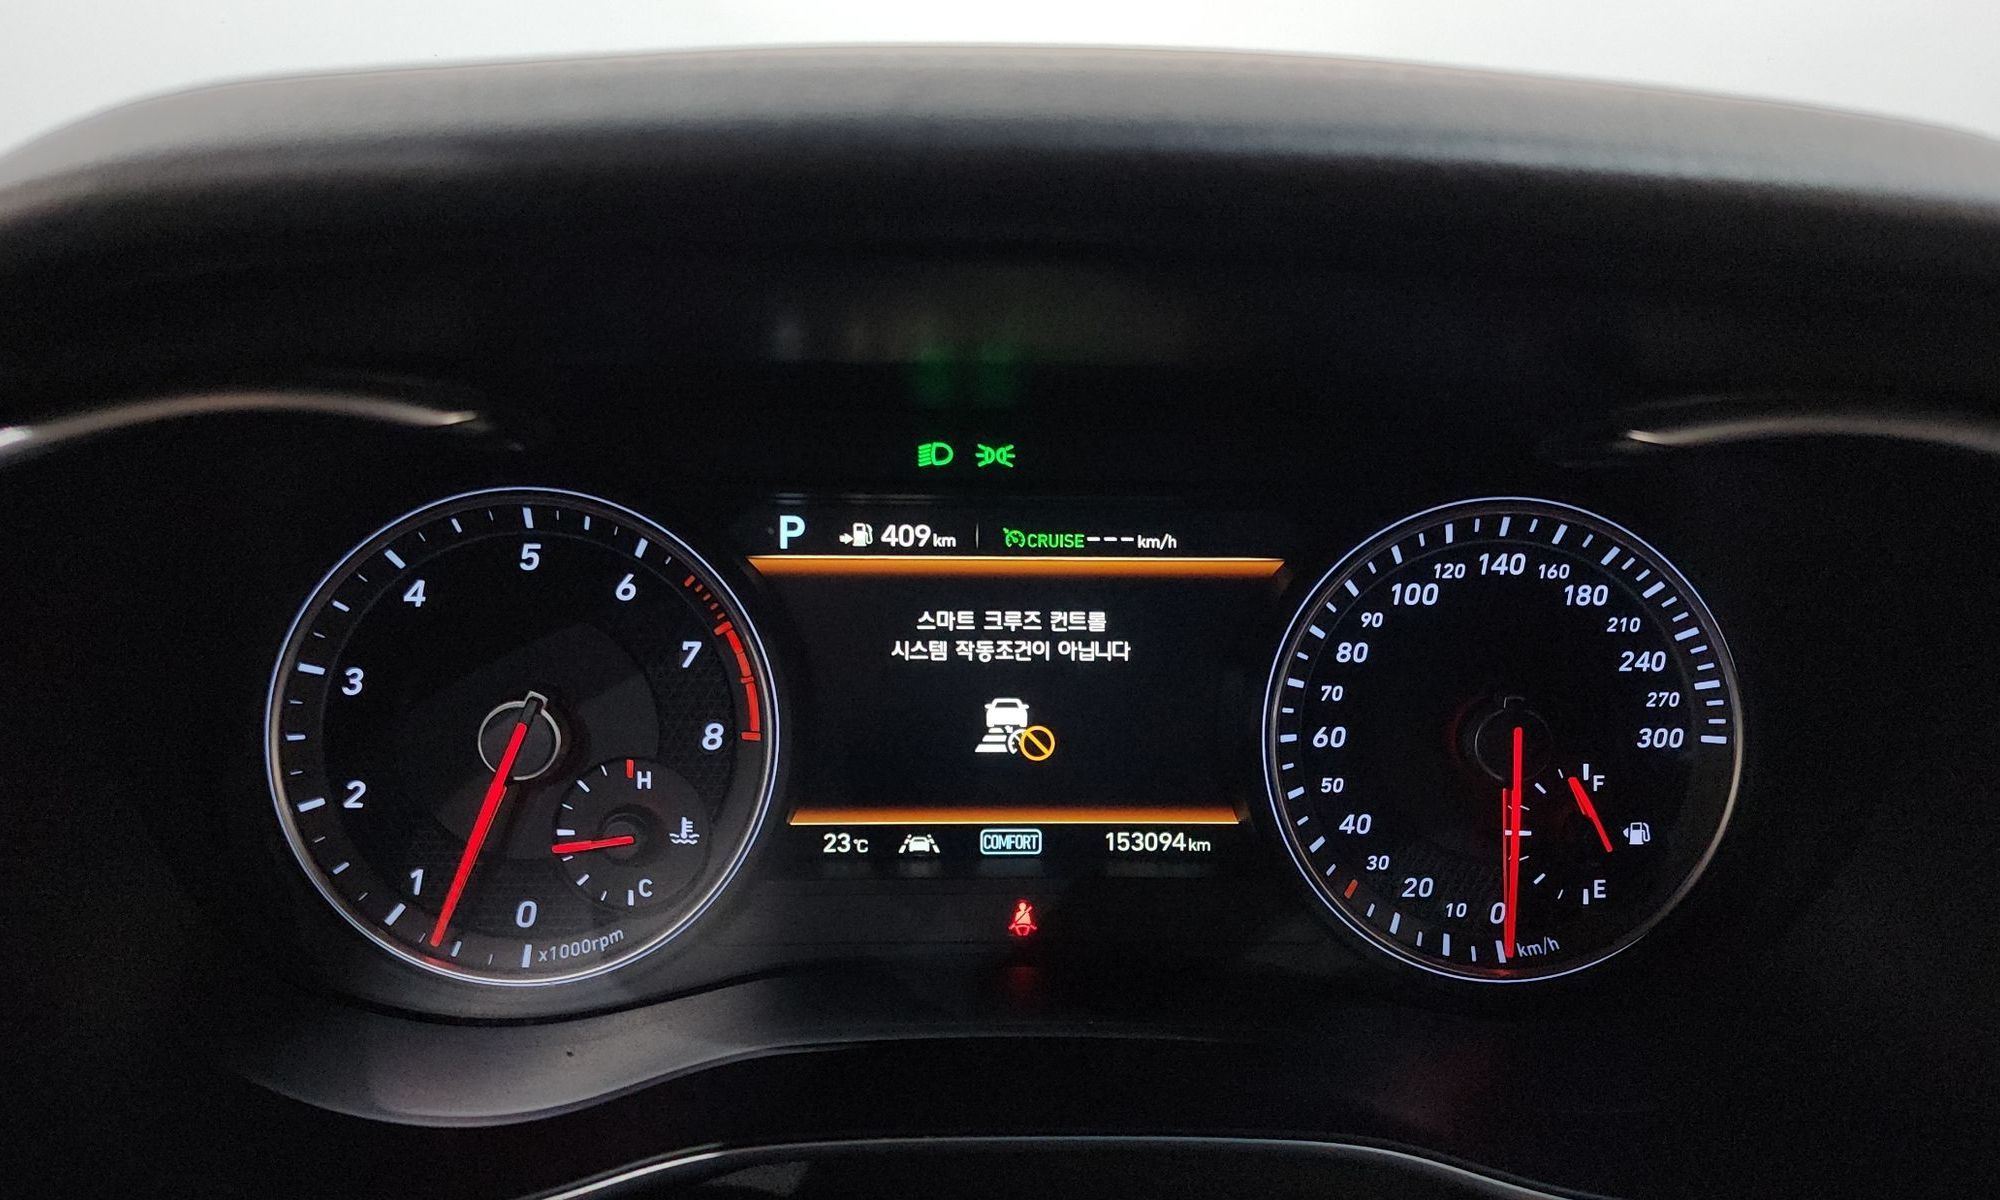 P 409km CRUISE---km/h
스마트 크루즈 컨트롤
시스템 작동조건이 아닙니다
23℃ COMFORT 153094km
0 1 2 3 4 5 6 7 8
x1000rpm
H
C
0 10 20 30 40 50 60 70 80 90 100 120 140 160 180 210 240 270 300
km/h
F
E